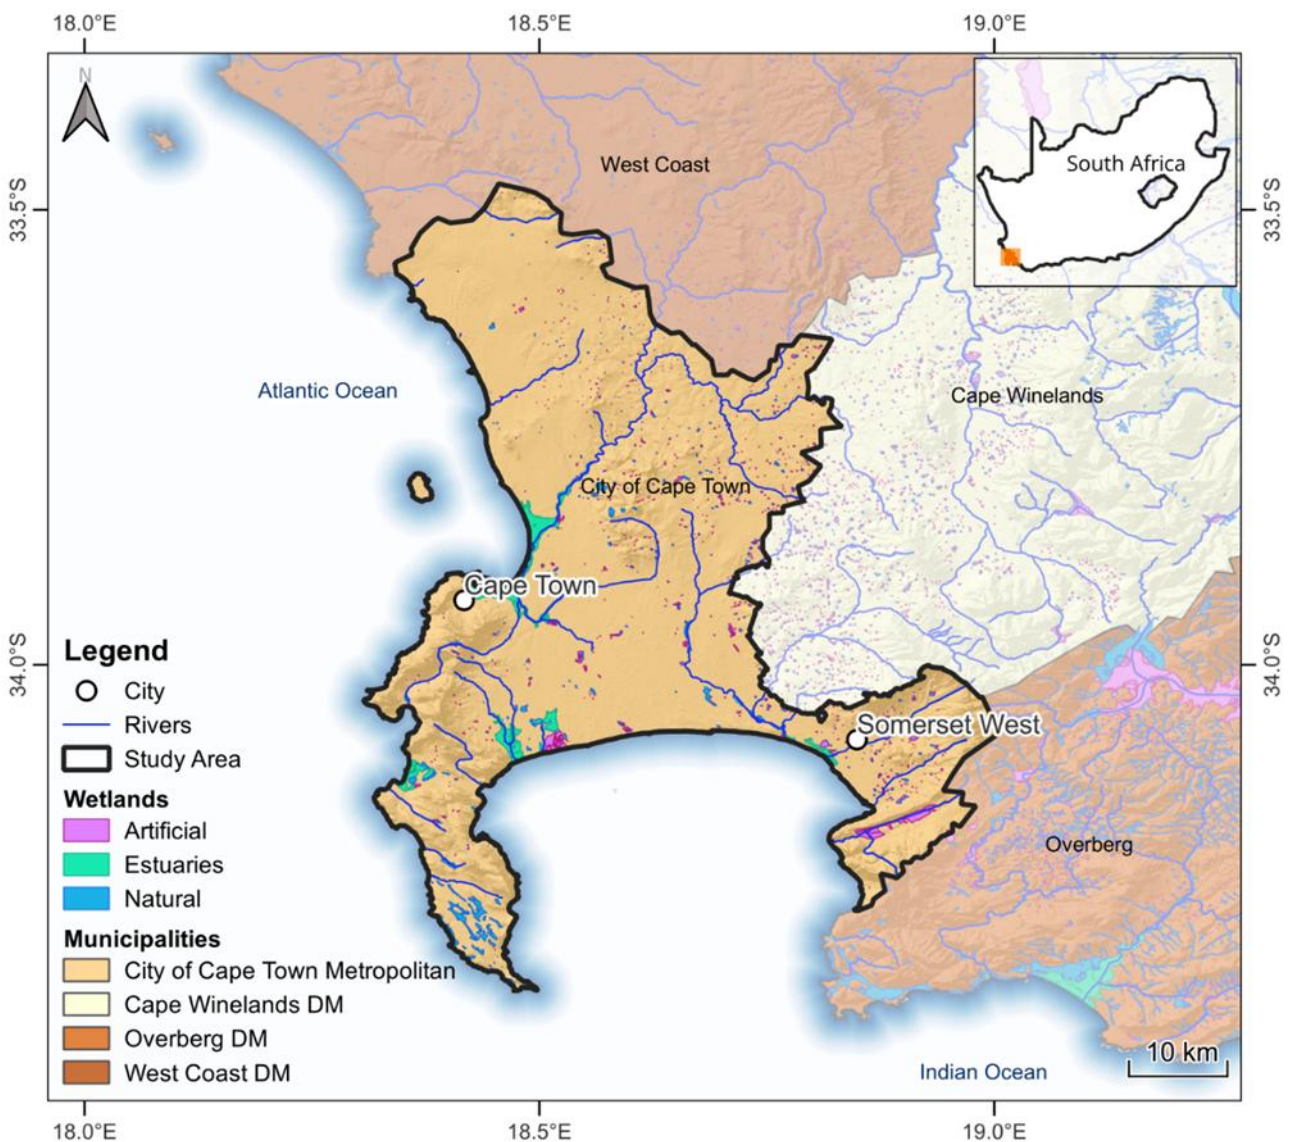 18.0°E
18.5°E
19.0°E
N
South Africa
West Coast
33.5°S
33.5°S
Atlantic Ocean
Cape Winelands
City of Cape Town
Cape Town
34.0°S
34.0°S
Somerset West
Overberg
Legend
City
Rivers
Study Area
Wetlands
Artificial
Estuaries
Natural
Municipalities
City of Cape Town Metropolitan
Cape Winelands DM
Overberg DM
West Coast DM
10 km
Indian Ocean
18.0°E
18.5°E
19.0°E